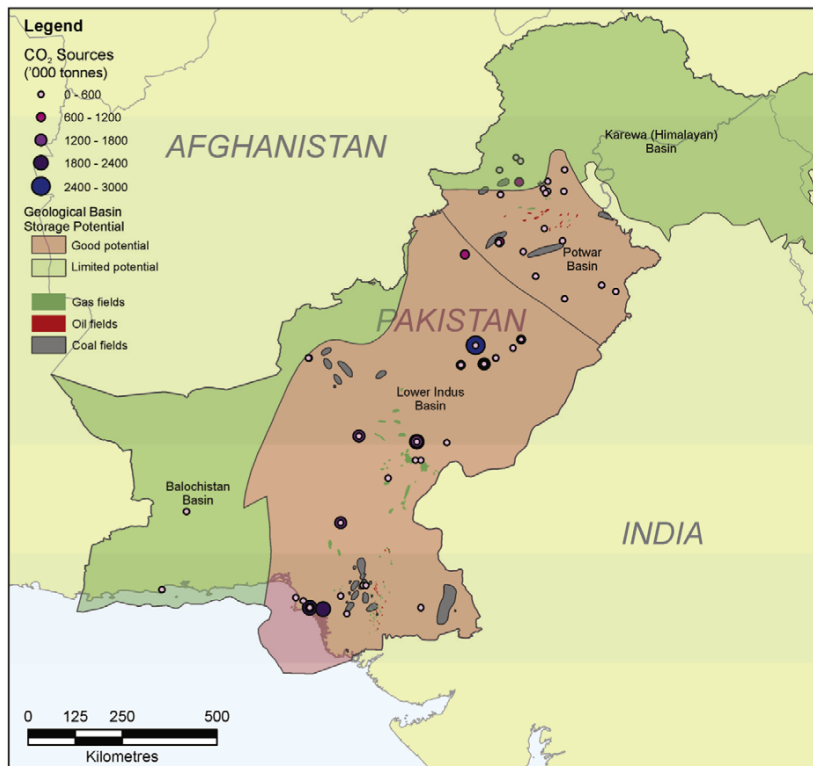 Legend
CO₂ Sources
('000 tonnes)
0 - 600
600 - 1200
1200 - 1800
1800 - 2400
2400 - 3000
Geological Basin
Storage Potential
Good potential
Limited potential
Gas fields
Oil fields
Coal fields
AFGHANISTAN
Karewa (Himalayan)
Basin
Potwar
Basin
PAKISTAN
Lower Indus
Basin
Balochistan
Basin
INDIA
0 125 250 500
Kilometres